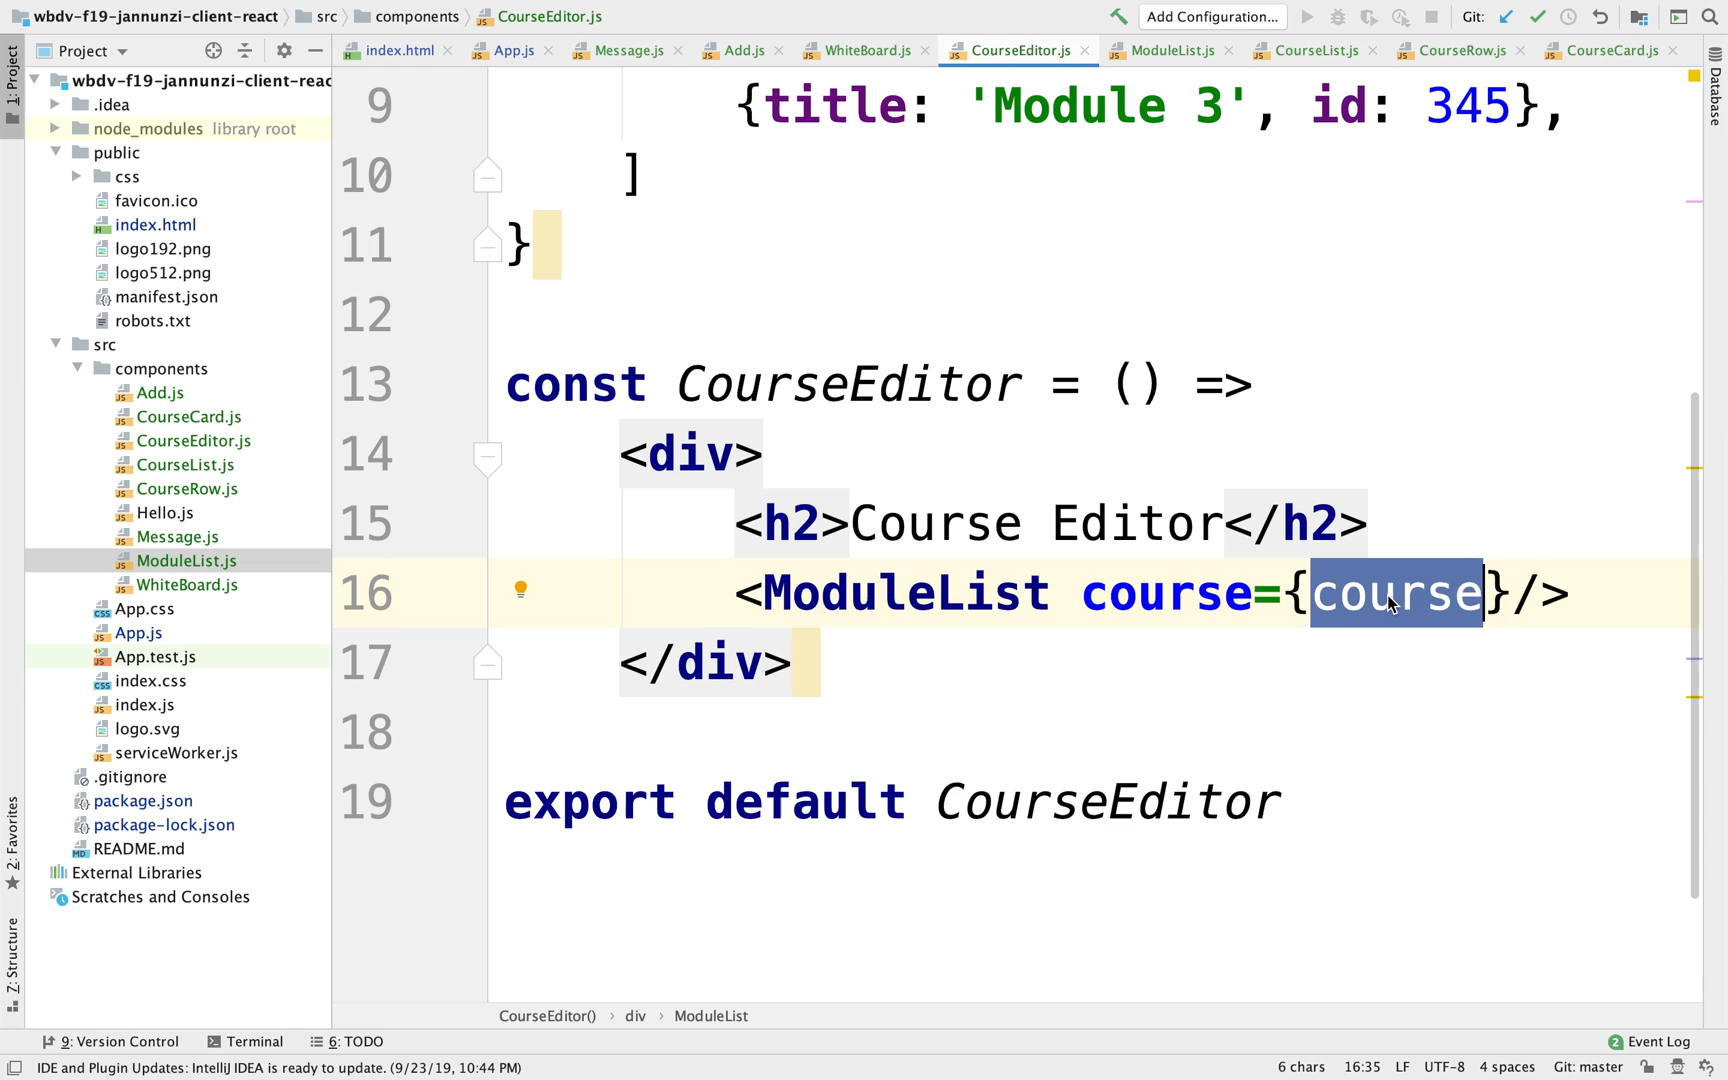 wbdv-f19-jannunzi-client-react › src › components › CourseEditor.js
Add Configuration... Git:
Project
index.html App.js Message.js Add.js WhiteBoard.js CourseEditor.js ModuleList.js CourseList.js CourseRow.js CourseCard.js
1: Project
Database
wbdv-f19-jannunzi-client-reac
.idea
node_modules library root
public
css
favicon.ico
index.html
logo192.png
logo512.png
manifest.json
robots.txt
src
components
Add.js
CourseCard.js
CourseEditor.js
CourseList.js
CourseRow.js
Hello.js
Message.js
ModuleList.js
WhiteBoard.js
App.css
App.js
App.test.js
index.css
index.js
logo.svg
serviceWorker.js
.gitignore
package.json
package-lock.json
README.md
External Libraries
Scratches and Consoles
2: Favorites
7: Structure
9 {title: 'Module 3', id: 345},
10 ]
11 }
12
13 const CourseEditor = () =>
14 <div>
15 <h2>Course Editor</h2>
16 <ModuleList course={course}/>
17 </div>
18
19 export default CourseEditor
CourseEditor() › div › ModuleList
9: Version Control Terminal 6: TODO 2 Event Log
IDE and Plugin Updates: IntelliJ IDEA is ready to update. (9/23/19, 10:44 PM) 6 chars 16:35 LF UTF-8 4 spaces Git: master